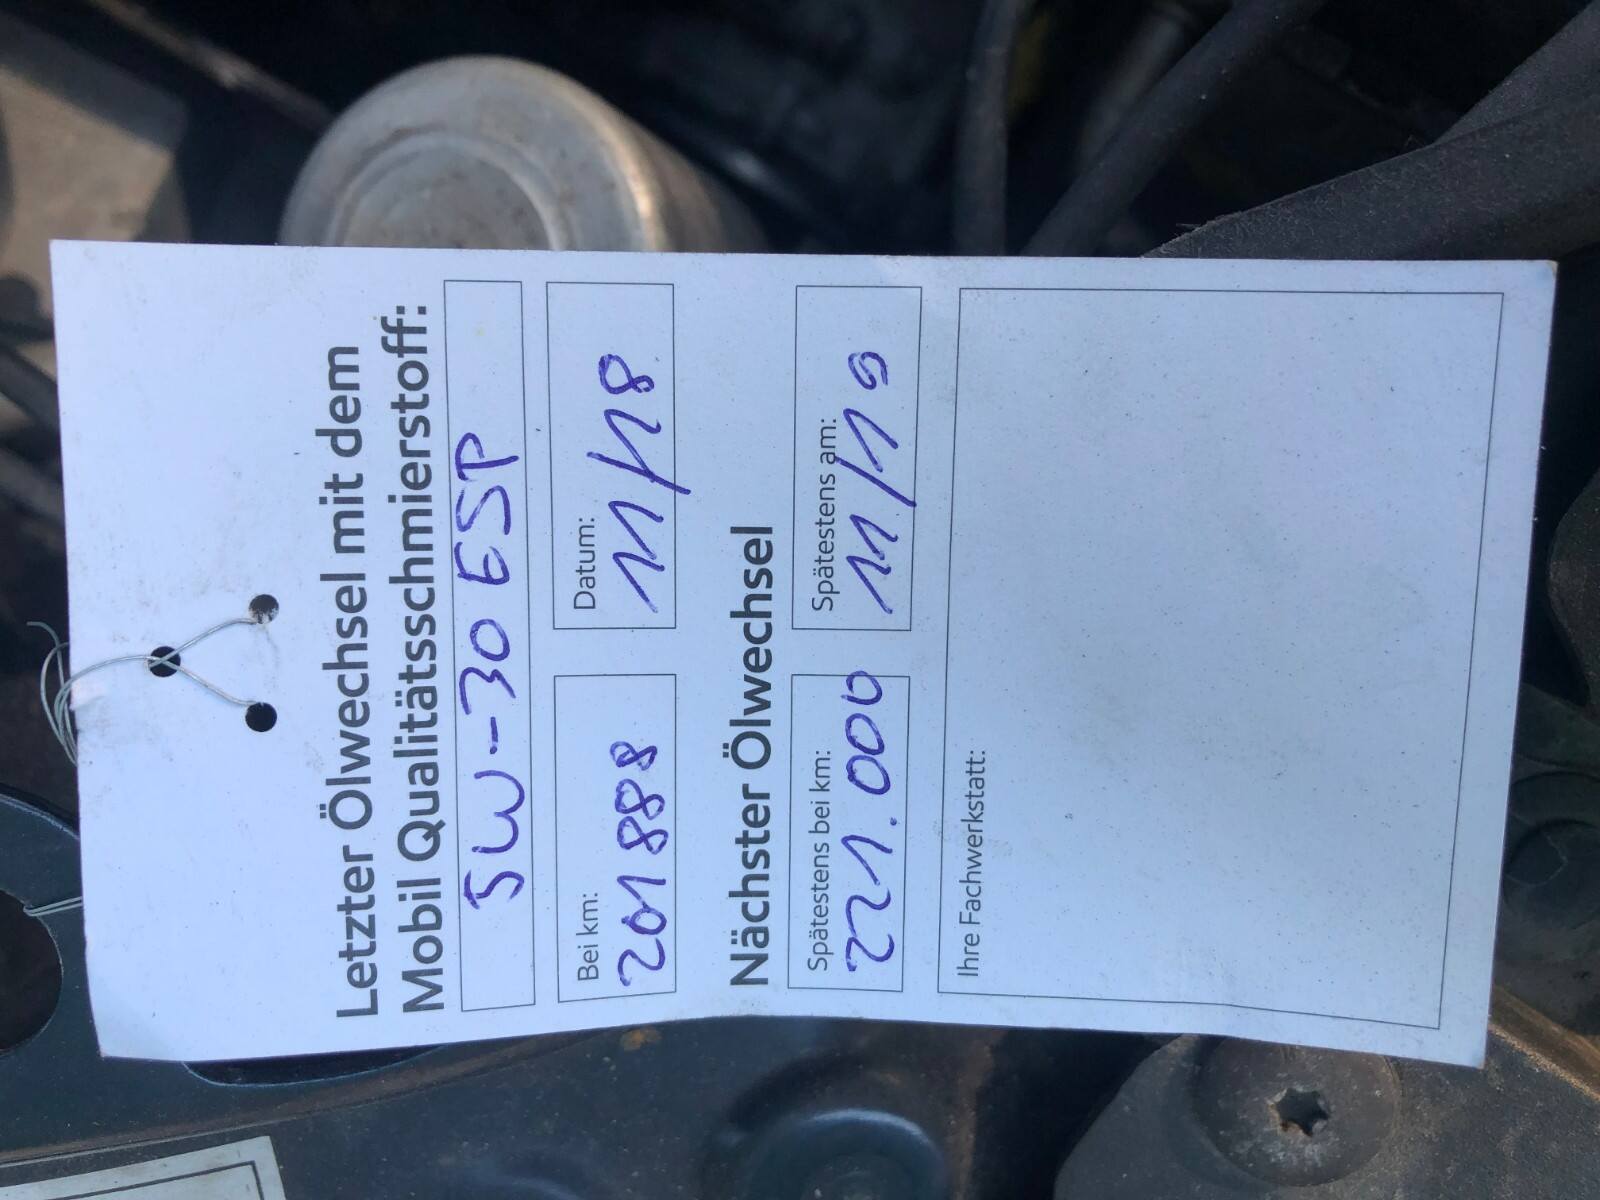 Letzter Ölwechsel mit dem
Mobil Qualitätsschmierstoff:
5W-30 ESP
Bei km:
201888
Datum:
11/18
Nächster Ölwechsel
Spätestens bei km:
221.000
Spätestens am:
11/19
Ihre Fachwerkstatt: